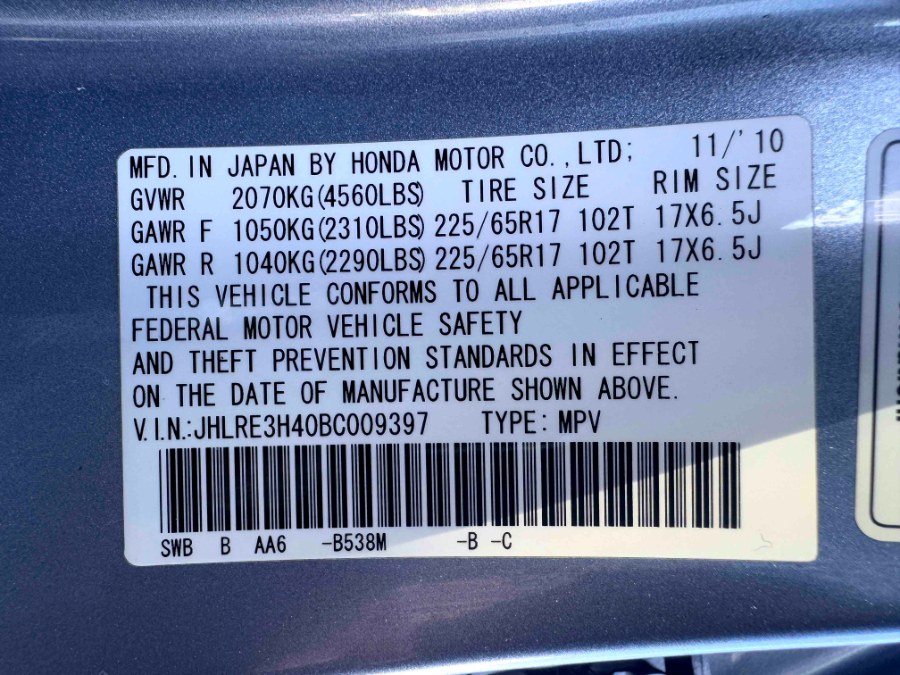 MFD. IN JAPAN BY HONDA MOTOR CO.,LTD; 11/'10
GVWR 2070KG(4560LBS) TIRE SIZE RIM SIZE
GAWR F 1050KG(2310LBS) 225/65R17 102T 17X6.5J
GAWR R 1040KG(2290LBS) 225/65R17 102T 17X6.5J
THIS VEHICLE CONFORMS TO ALL APPLICABLE
FEDERAL MOTOR VEHICLE SAFETY
AND THEFT PREVENTION STANDARDS IN EFFECT
ON THE DATE OF MANUFACTURE SHOWN ABOVE.
V.I.N.:JHLRE3H40BC009397 TYPE: MPV
SWB B AA6 -B538M -B -C